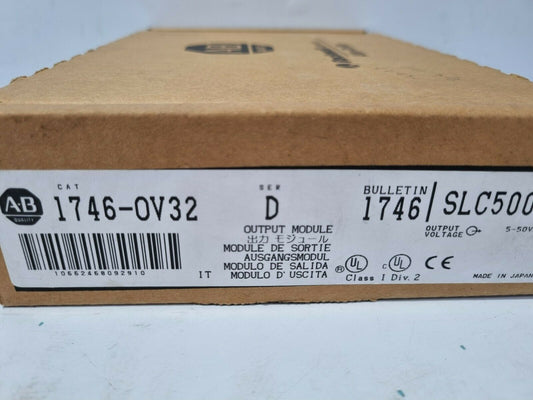 CAT
SER
BULLETIN
A·B
QUALITY
1746-OV32
D
1746/SLC500
OUTPUT MODULE
OUTPUT VOLTAGE
5-50V
出力 モジュール
MODULE DE SORTIE
AUSGANGSMODUL
MODULO DE SALIDA
MODULO D'USCITA
10662460092910
IT
UL
C UL
CE
Class I Div. 2
MADE IN JAPAN